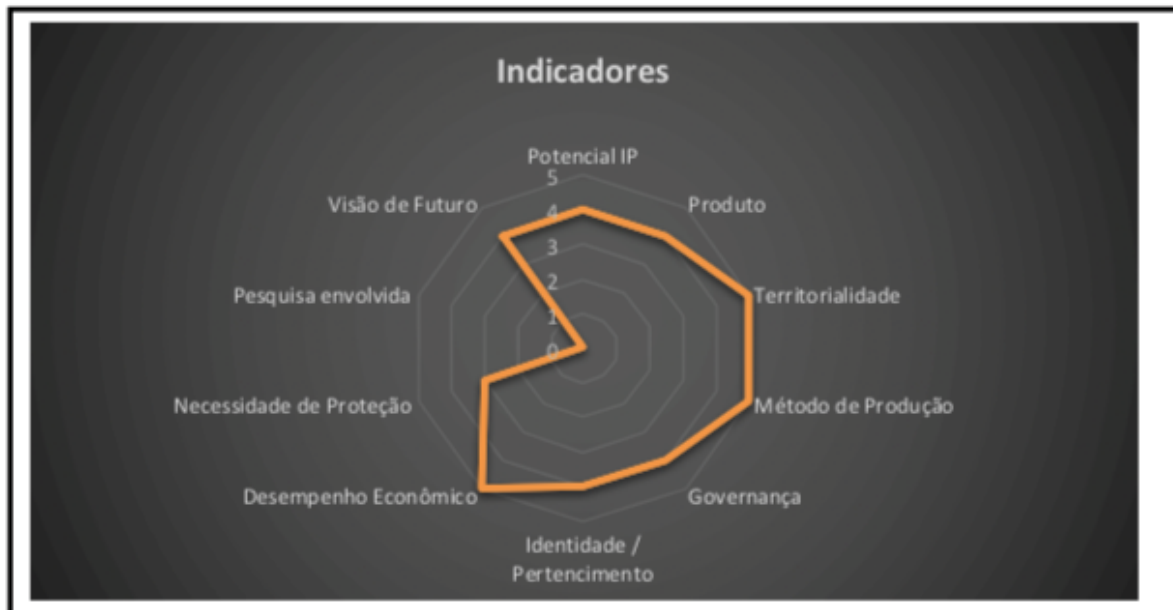 Indicadores
Potencial IP
5
Visão de Futuro
Produto
4
3
2
Pesquisa envolvida
Territorialidade
1
0
Necessidade de Proteção
Método de Produção
Desempenho Econômico
Governança
Identidade /
Pertencimento